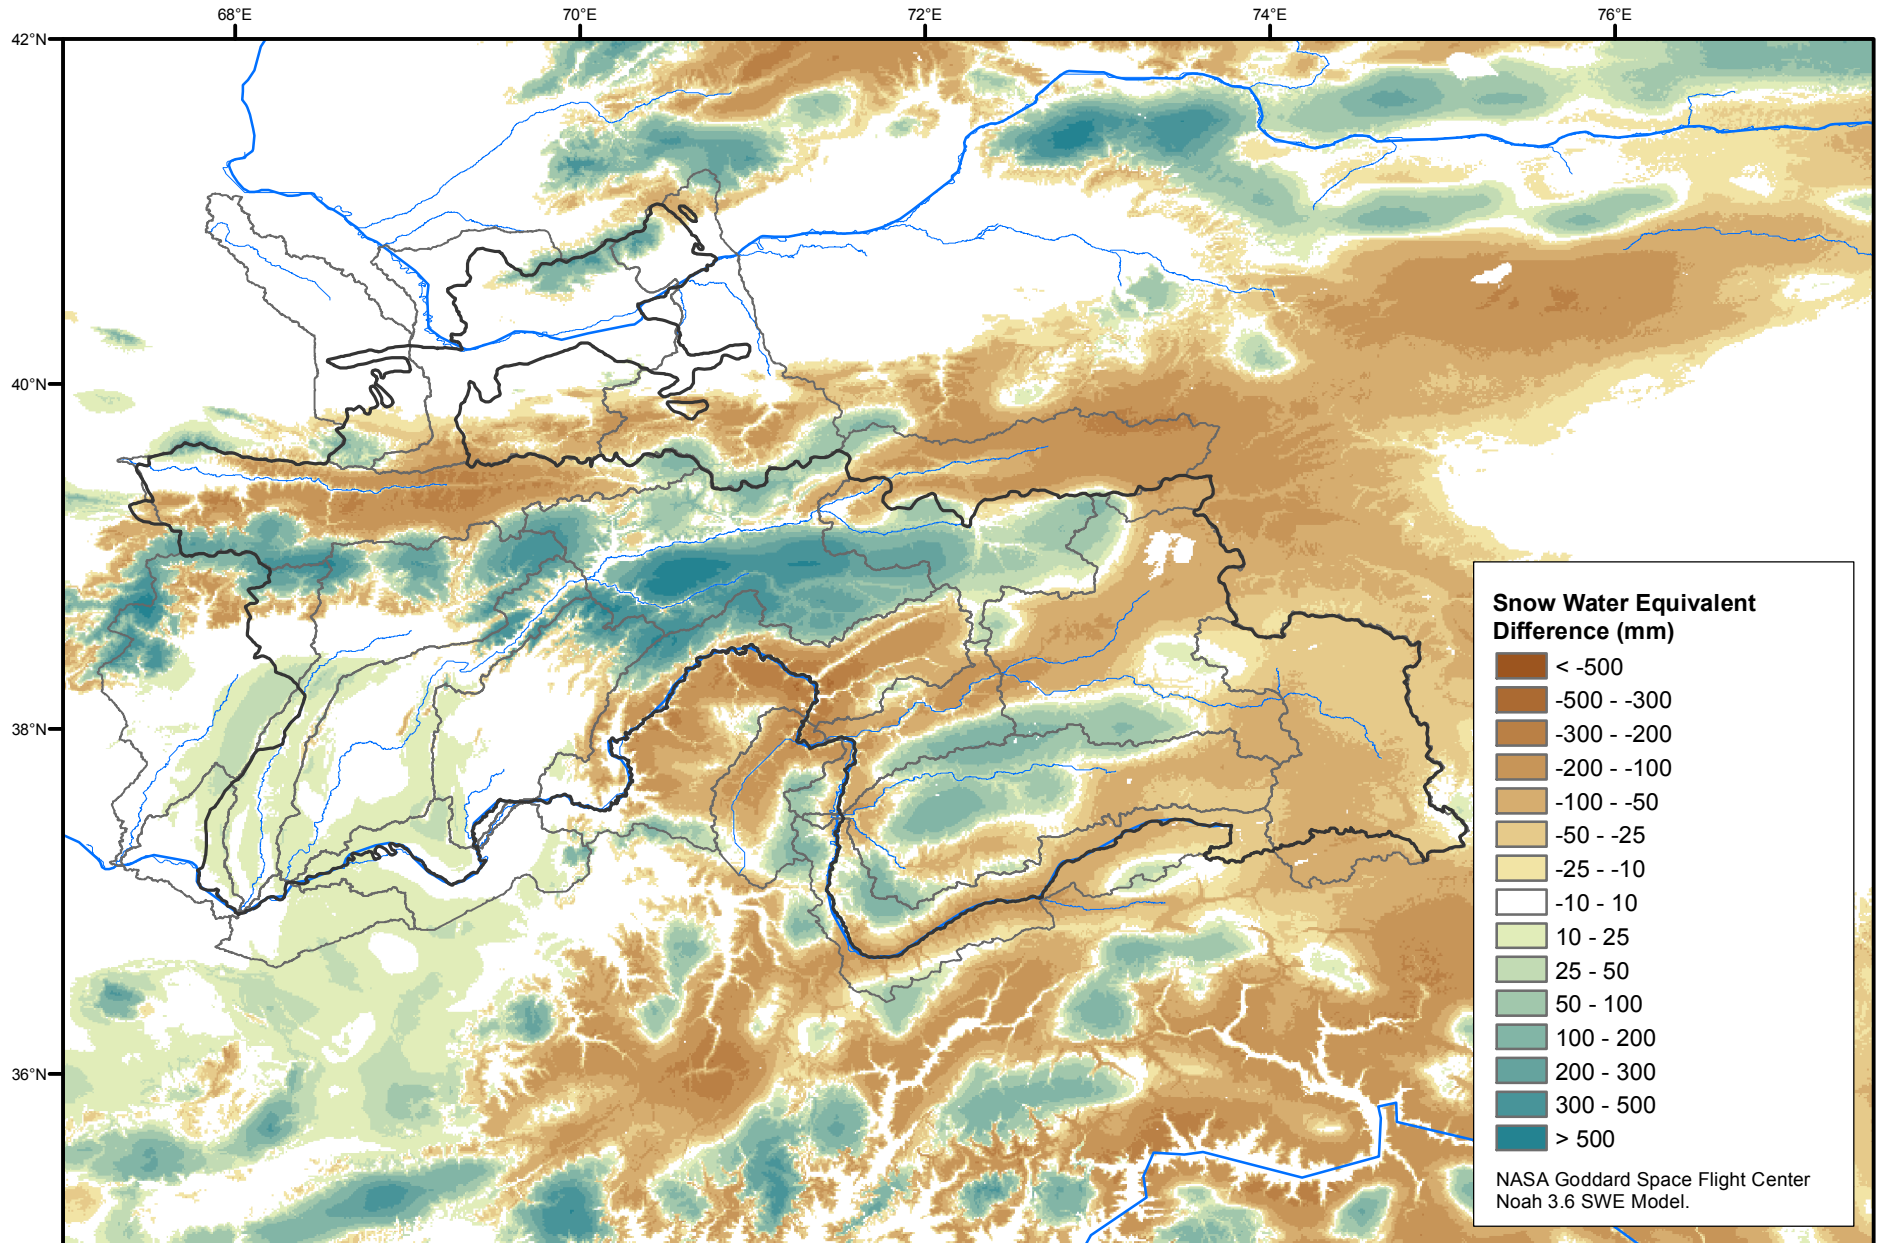 68°E
70°E
72°E
74°E
76°E
42°N
40°N
38°N
36°N
Snow Water Equivalent
Difference (mm)
< -500
-500 - -300
-300 - -200
-200 - -100
-100 - -50
-50 - -25
-25 - -10
-10 - 10
10 - 25
25 - 50
50 - 100
100 - 200
200 - 300
300 - 500
> 500
NASA Goddard Space Flight Center
Noah 3.6 SWE Model.